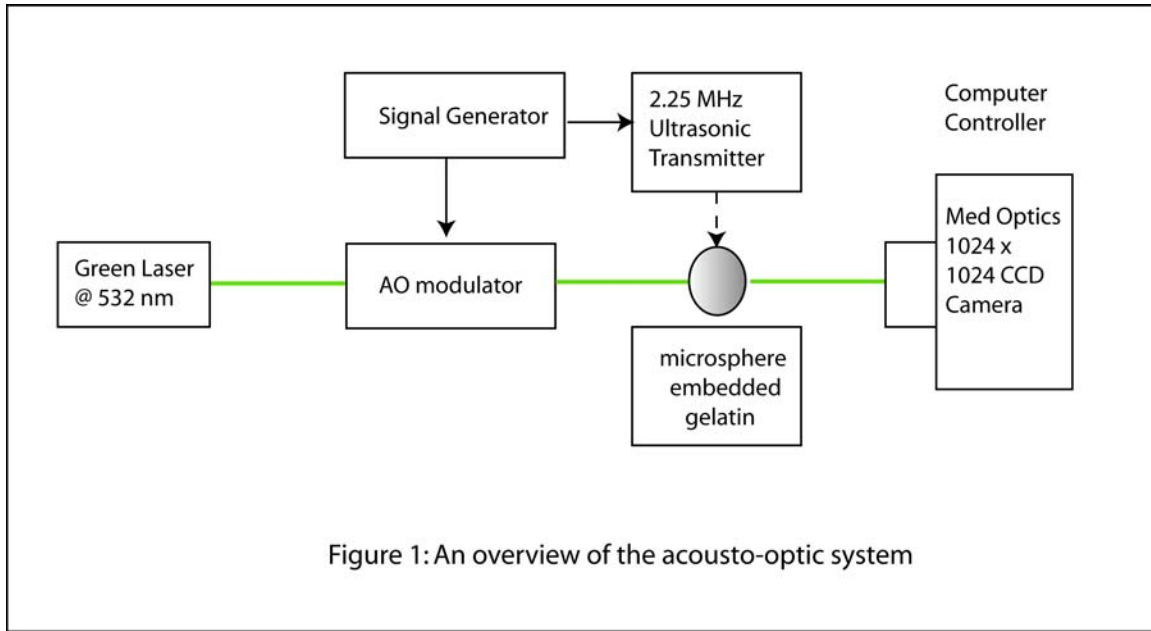 Signal Generator
2.25 MHz
Ultrasonic
Transmitter
Computer
Controller
Green Laser
@ 532 nm
AO modulator
Med Optics
1024 x
1024 CCD
Camera
microsphere
embedded
gelatin
Figure 1: An overview of the acousto-optic system